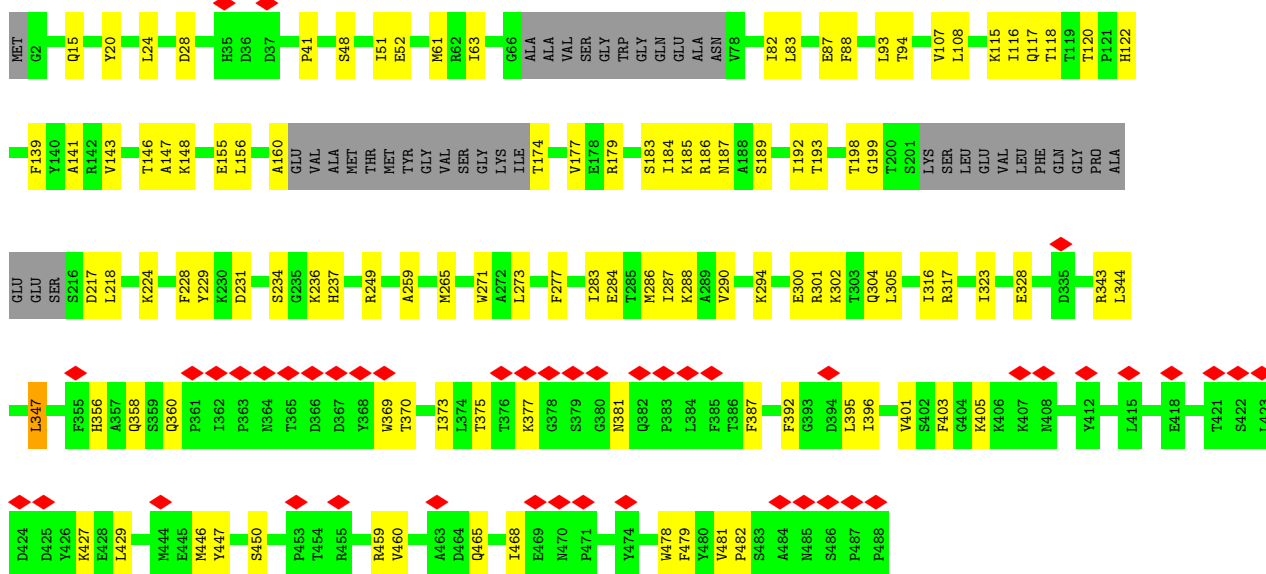 MET G2 Q15 Y20 L24 D28 H35 D36 D37 P41 S48 I51 E52 M61 R62 I63 G66 ALA ALA VAL SER GLY TRP GLY GLN GLU ALA ASN V78 I82 L83 E87 F88 L93 T94 V107 L108 K115 I116 Q117 T118 T119 T120 P121 H122
F139 Y140 A141 R142 V143 T146 A147 K148 E155 L156 A160 GLU VAL ALA MET THR MET TYR GLY VAL SER GLY LYS ILE T174 V177 E178 R179 S183 I184 K185 R186 N187 A188 S189 I192 T193 T198 G199 T200 S201 LYS SER LEU GLU VAL LEU PHE GLN GLY PRO ALA
GLU GLU SER S216 D217 L218 K224 F228 Y229 K230 D231 S234 G235 K236 H237 R249 A259 M265 W271 A272 L273 F277 I283 E284 T285 M286 I287 K288 A289 V290 K294 E300 R301 K302 T303 Q304 L305 I316 R317 I323 E328 D335 R343 L344
L347 F355 H356 A357 Q358 S359 Q360 P361 I362 P363 N364 T365 D366 D367 Y368 W369 T370 I373 L374 T375 T376 K377 G378 S379 G380 N381 Q382 P383 L384 F385 T386 F387 F392 G393 D394 L395 I396 V401 S402 F403 G404 K405 K406 K407 N408 Y412 L415 E418 T421 S422 L423
D424 D425 Y426 K427 E428 L429 M444 E445 M446 Y447 S450 P453 T454 R455 R459 V460 A463 D464 Q465 I468 E469 N470 P471 Y474 W478 F479 Y480 V481 P482 S483 A484 N485 S486 P487 P488